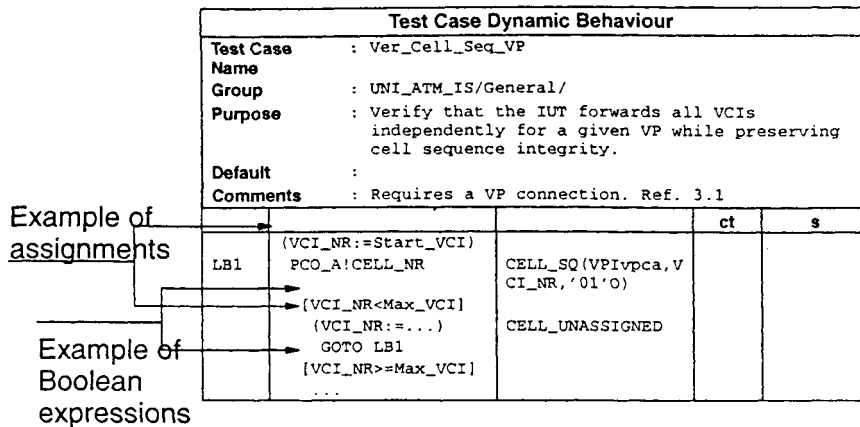 Test Case Dynamic Behaviour
Test Case : Ver_Cell_Seq_VP
Name
Group : UNI_ATM_IS/General/
Purpose : Verify that the IUT forwards all VCIs
independently for a given VP while preserving
cell sequence integrity.
Default :
Comments : Requires a VP connection. Ref. 3.1
Example of
assignments
ct s
(VCI_NR:=Start_VCI)
LB1 PCO_A!CELL_NR CELL_SQ(VPIvpca,V
CI_NR,'01'O)
[VCI_NR<Max_VCI]
(VCI_NR:=...) CELL_UNASSIGNED
GOTO LB1
[VCI_NR>=Max_VCI]
...
Example of
Boolean
expressions